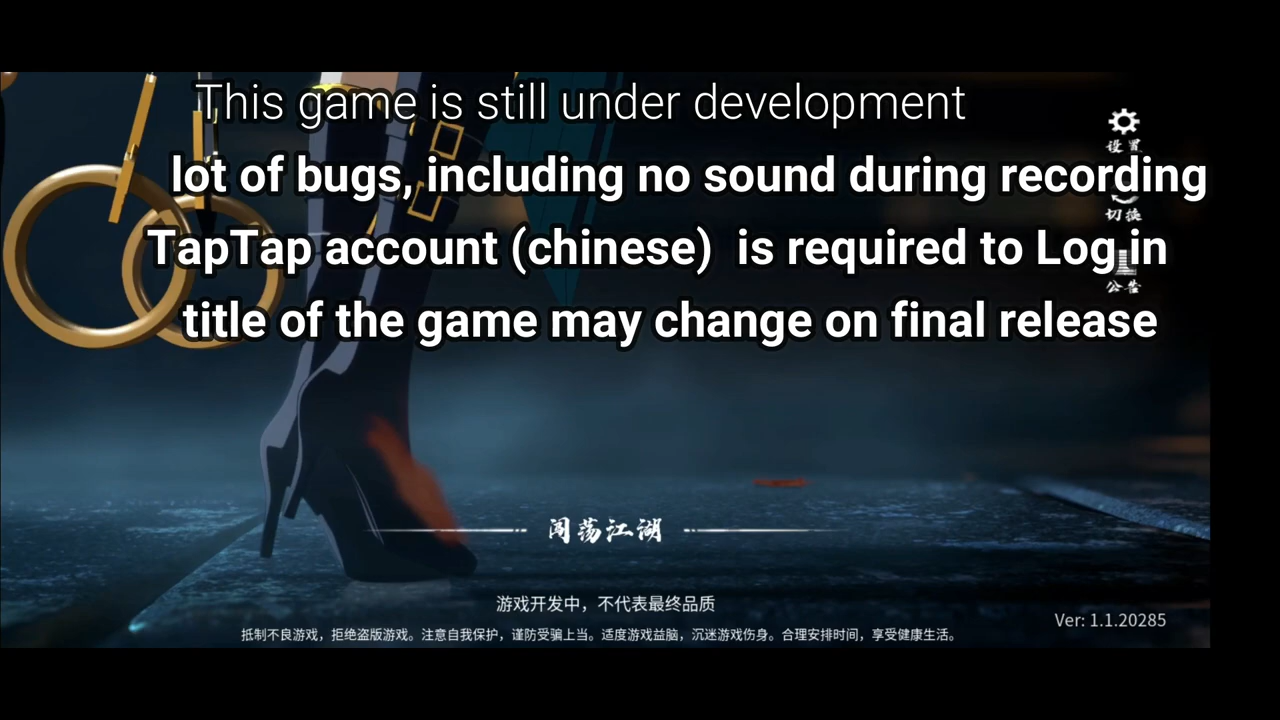 This game is still under development
设置
lot of bugs, including no sound during recording
切换
TapTap account (chinese) is required to Log in
公告
title of the game may change on final release
闯荡江湖
游戏开发中，不代表最终品质
Ver: 1.1.20285
抵制不良游戏，拒绝盗版游戏。注意自我保护，谨防受骗上当。适度游戏益脑，沉迷游戏伤身。合理安排时间，享受健康生活。